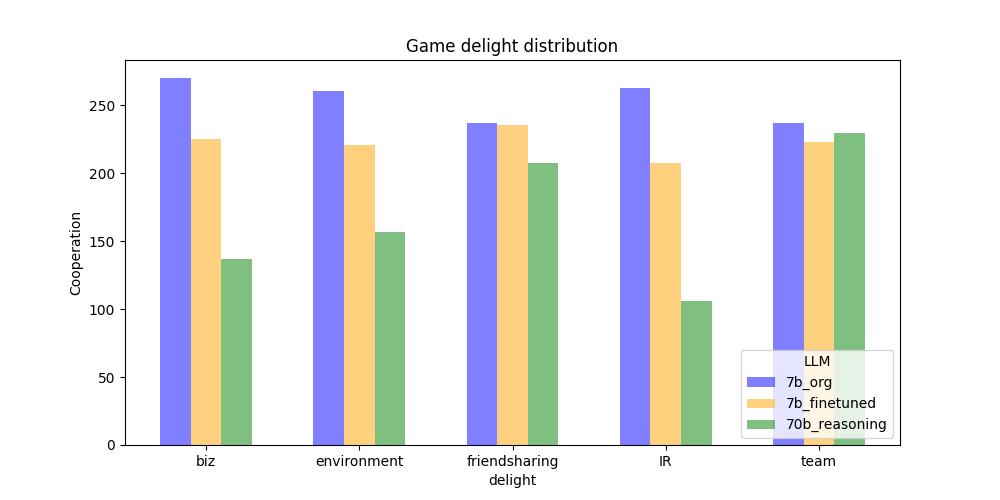 Game delight distribution
Cooperation
250
200
150
100
50
0
biz environment friendsharing IR team
delight
LLM
7b_org
7b_finetuned
70b_reasoning